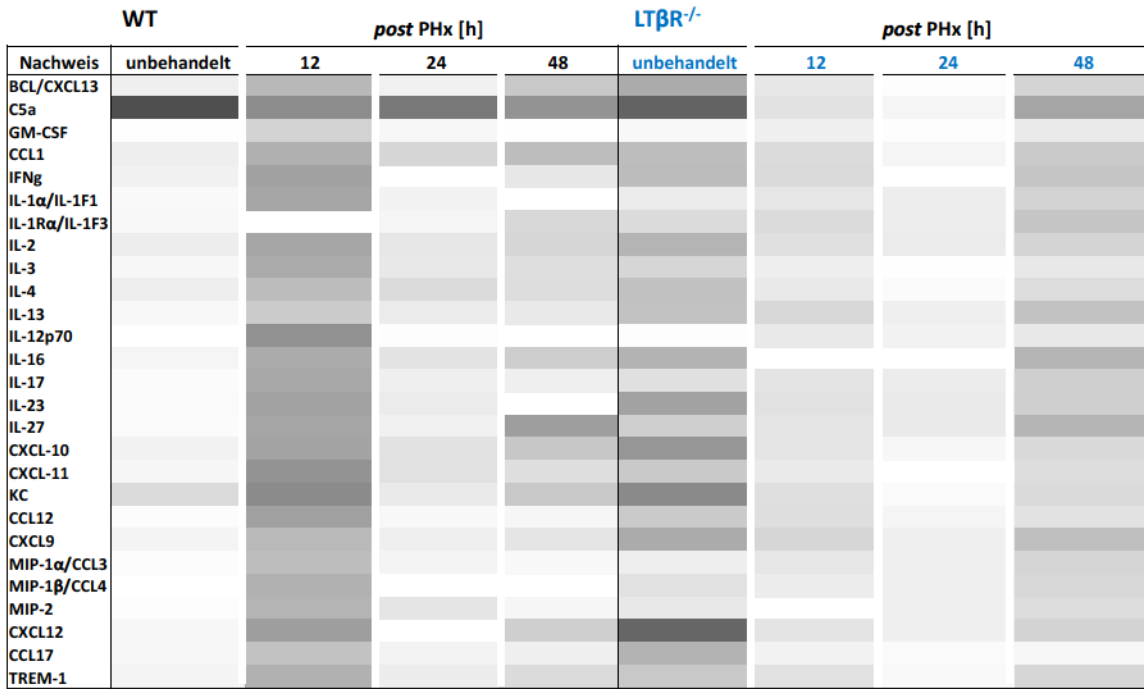 WT post PHx [h] LTβR-/- post PHx [h]
Nachweis unbehandelt 12 24 48 unbehandelt 12 24 48
BCL/CXCL13
C5a
GM-CSF
CCL1
IFNg
IL-1α/IL-1F1
IL-1Rα/IL-1F3
IL-2
IL-3
IL-4
IL-13
IL-12p70
IL-16
IL-17
IL-23
IL-27
CXCL-10
CXCL-11
KC
CCL12
CXCL9
MIP-1α/CCL3
MIP-1β/CCL4
MIP-2
CXCL12
CCL17
TREM-1